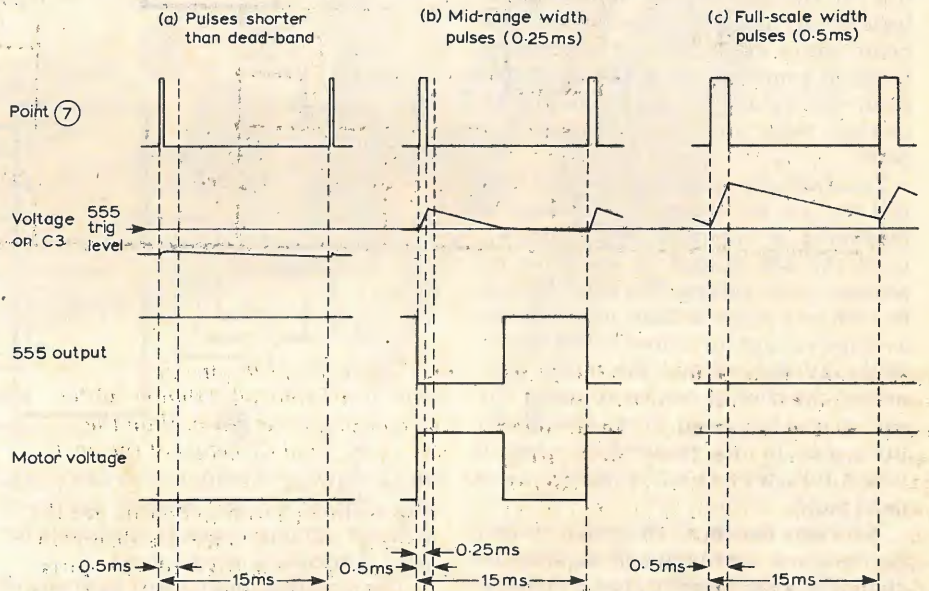 (a) Pulses shorter
than dead-band
(b) Mid-range width
pulses (0·25ms)
(c) Full-scale width
pulses (0·5ms)
Point 7
Voltage
or C3
555
trig
level
555 output
Motor voltage
0·5ms
15ms
0·25ms
0·5ms
15ms
0·5ms
15ms